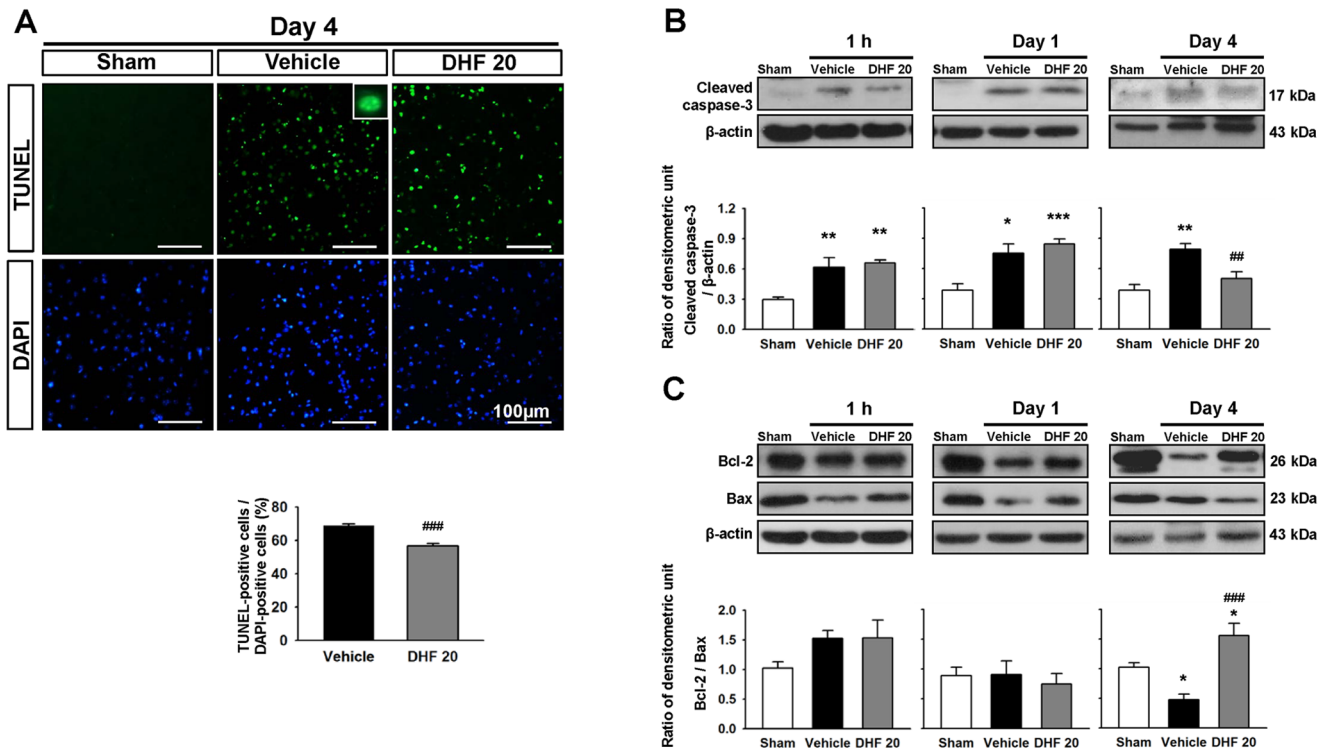 A
Day 4
Sham Vehicle DHF 20
TUNEL
DAPI
100µm
TUNEL-positive cells /
DAPI-positive cells (%)
80
60
40
20
0
###
Vehicle DHF 20
B
1 h Day 1 Day 4
Sham Vehicle DHF 20 Sham Vehicle DHF 20 Sham Vehicle DHF 20
Cleaved
caspase-3
17 kDa
β-actin 43 kDa
Ratio of densitometric unit
Cleaved caspase-3
/ β-actin
1.2
0.9
0.6
0.3
0.0
** ** * *** ** ##
Sham Vehicle DHF 20 Sham Vehicle DHF 20 Sham Vehicle DHF 20
C
1 h Day 1 Day 4
Sham Vehicle DHF 20 Sham Vehicle DHF 20 Sham Vehicle DHF 20
Bcl-2 26 kDa
Bax 23 kDa
β-actin 43 kDa
Ratio of densitometric unit
Bcl-2 / Bax
2.0
1.5
1.0
0.5
0.0
* ###
*
Sham Vehicle DHF 20 Sham Vehicle DHF 20 Sham Vehicle DHF 20